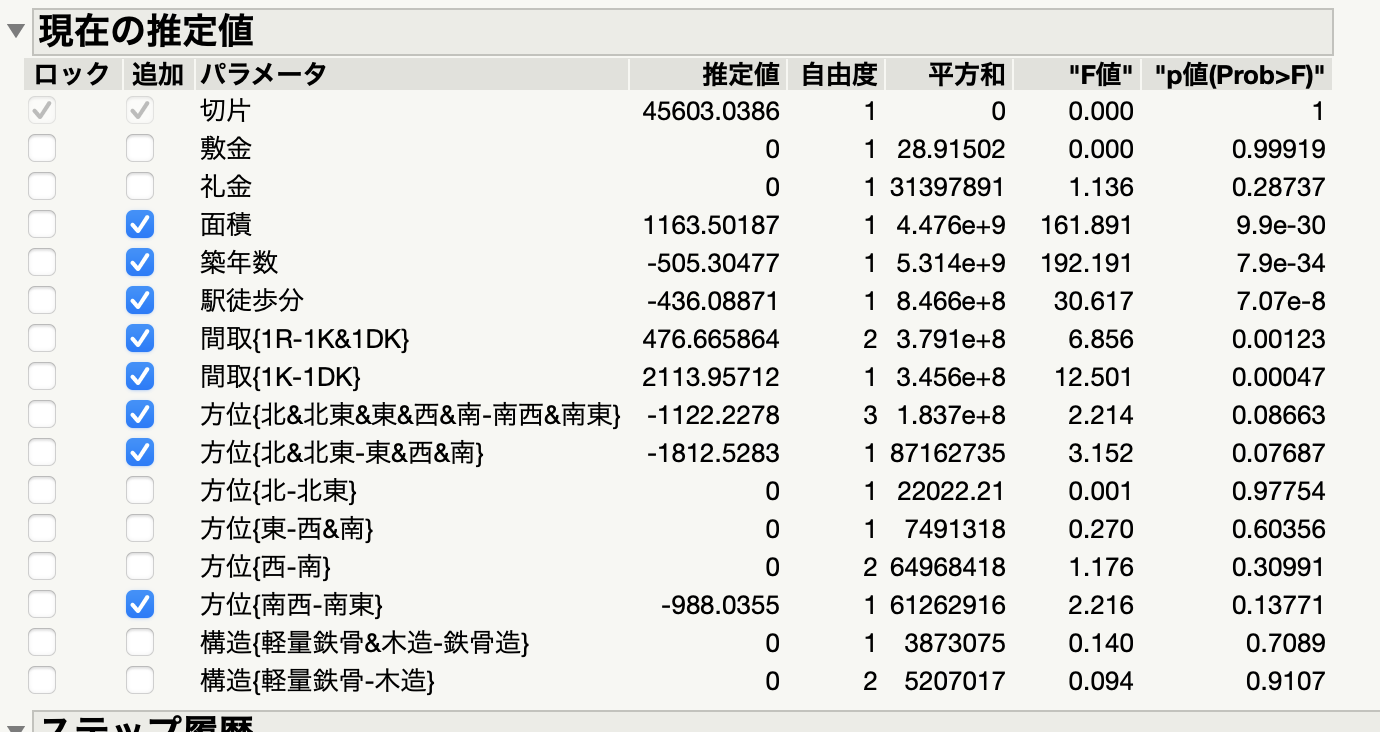 現在の推定値
ロック 追加 パラメータ 推定値 自由度 平方和 "F値" "p値(Prob>F)"
切片 45603.0386 1 0 0.000 1
敷金 0 1 28.91502 0.000 0.99919
礼金 0 1 31397891 1.136 0.28737
面積 1163.50187 1 4.476e+9 161.891 9.9e-30
築年数 -505.30477 1 5.314e+9 192.191 7.9e-34
駅徒歩分 -436.08871 1 8.466e+8 30.617 7.07e-8
間取{1R-1K&1DK} 476.665864 2 3.791e+8 6.856 0.00123
間取{1K-1DK} 2113.95712 1 3.456e+8 12.501 0.00047
方位{北&北東&東&西&南-南西&南東} -1122.2278 3 1.837e+8 2.214 0.08663
方位{北&北東-東&西&南} -1812.5283 1 87162735 3.152 0.07687
方位{北-北東} 0 1 22022.21 0.001 0.97754
方位{東-西&南} 0 1 7491318 0.270 0.60356
方位{西-南} 0 2 64968418 1.176 0.30991
方位{南西-南東} -988.0355 1 61262916 2.216 0.13771
構造{軽量鉄骨&木造-鉄骨造} 0 1 3873075 0.140 0.7089
構造{軽量鉄骨-木造} 0 2 5207017 0.094 0.9107
ステップ履歴